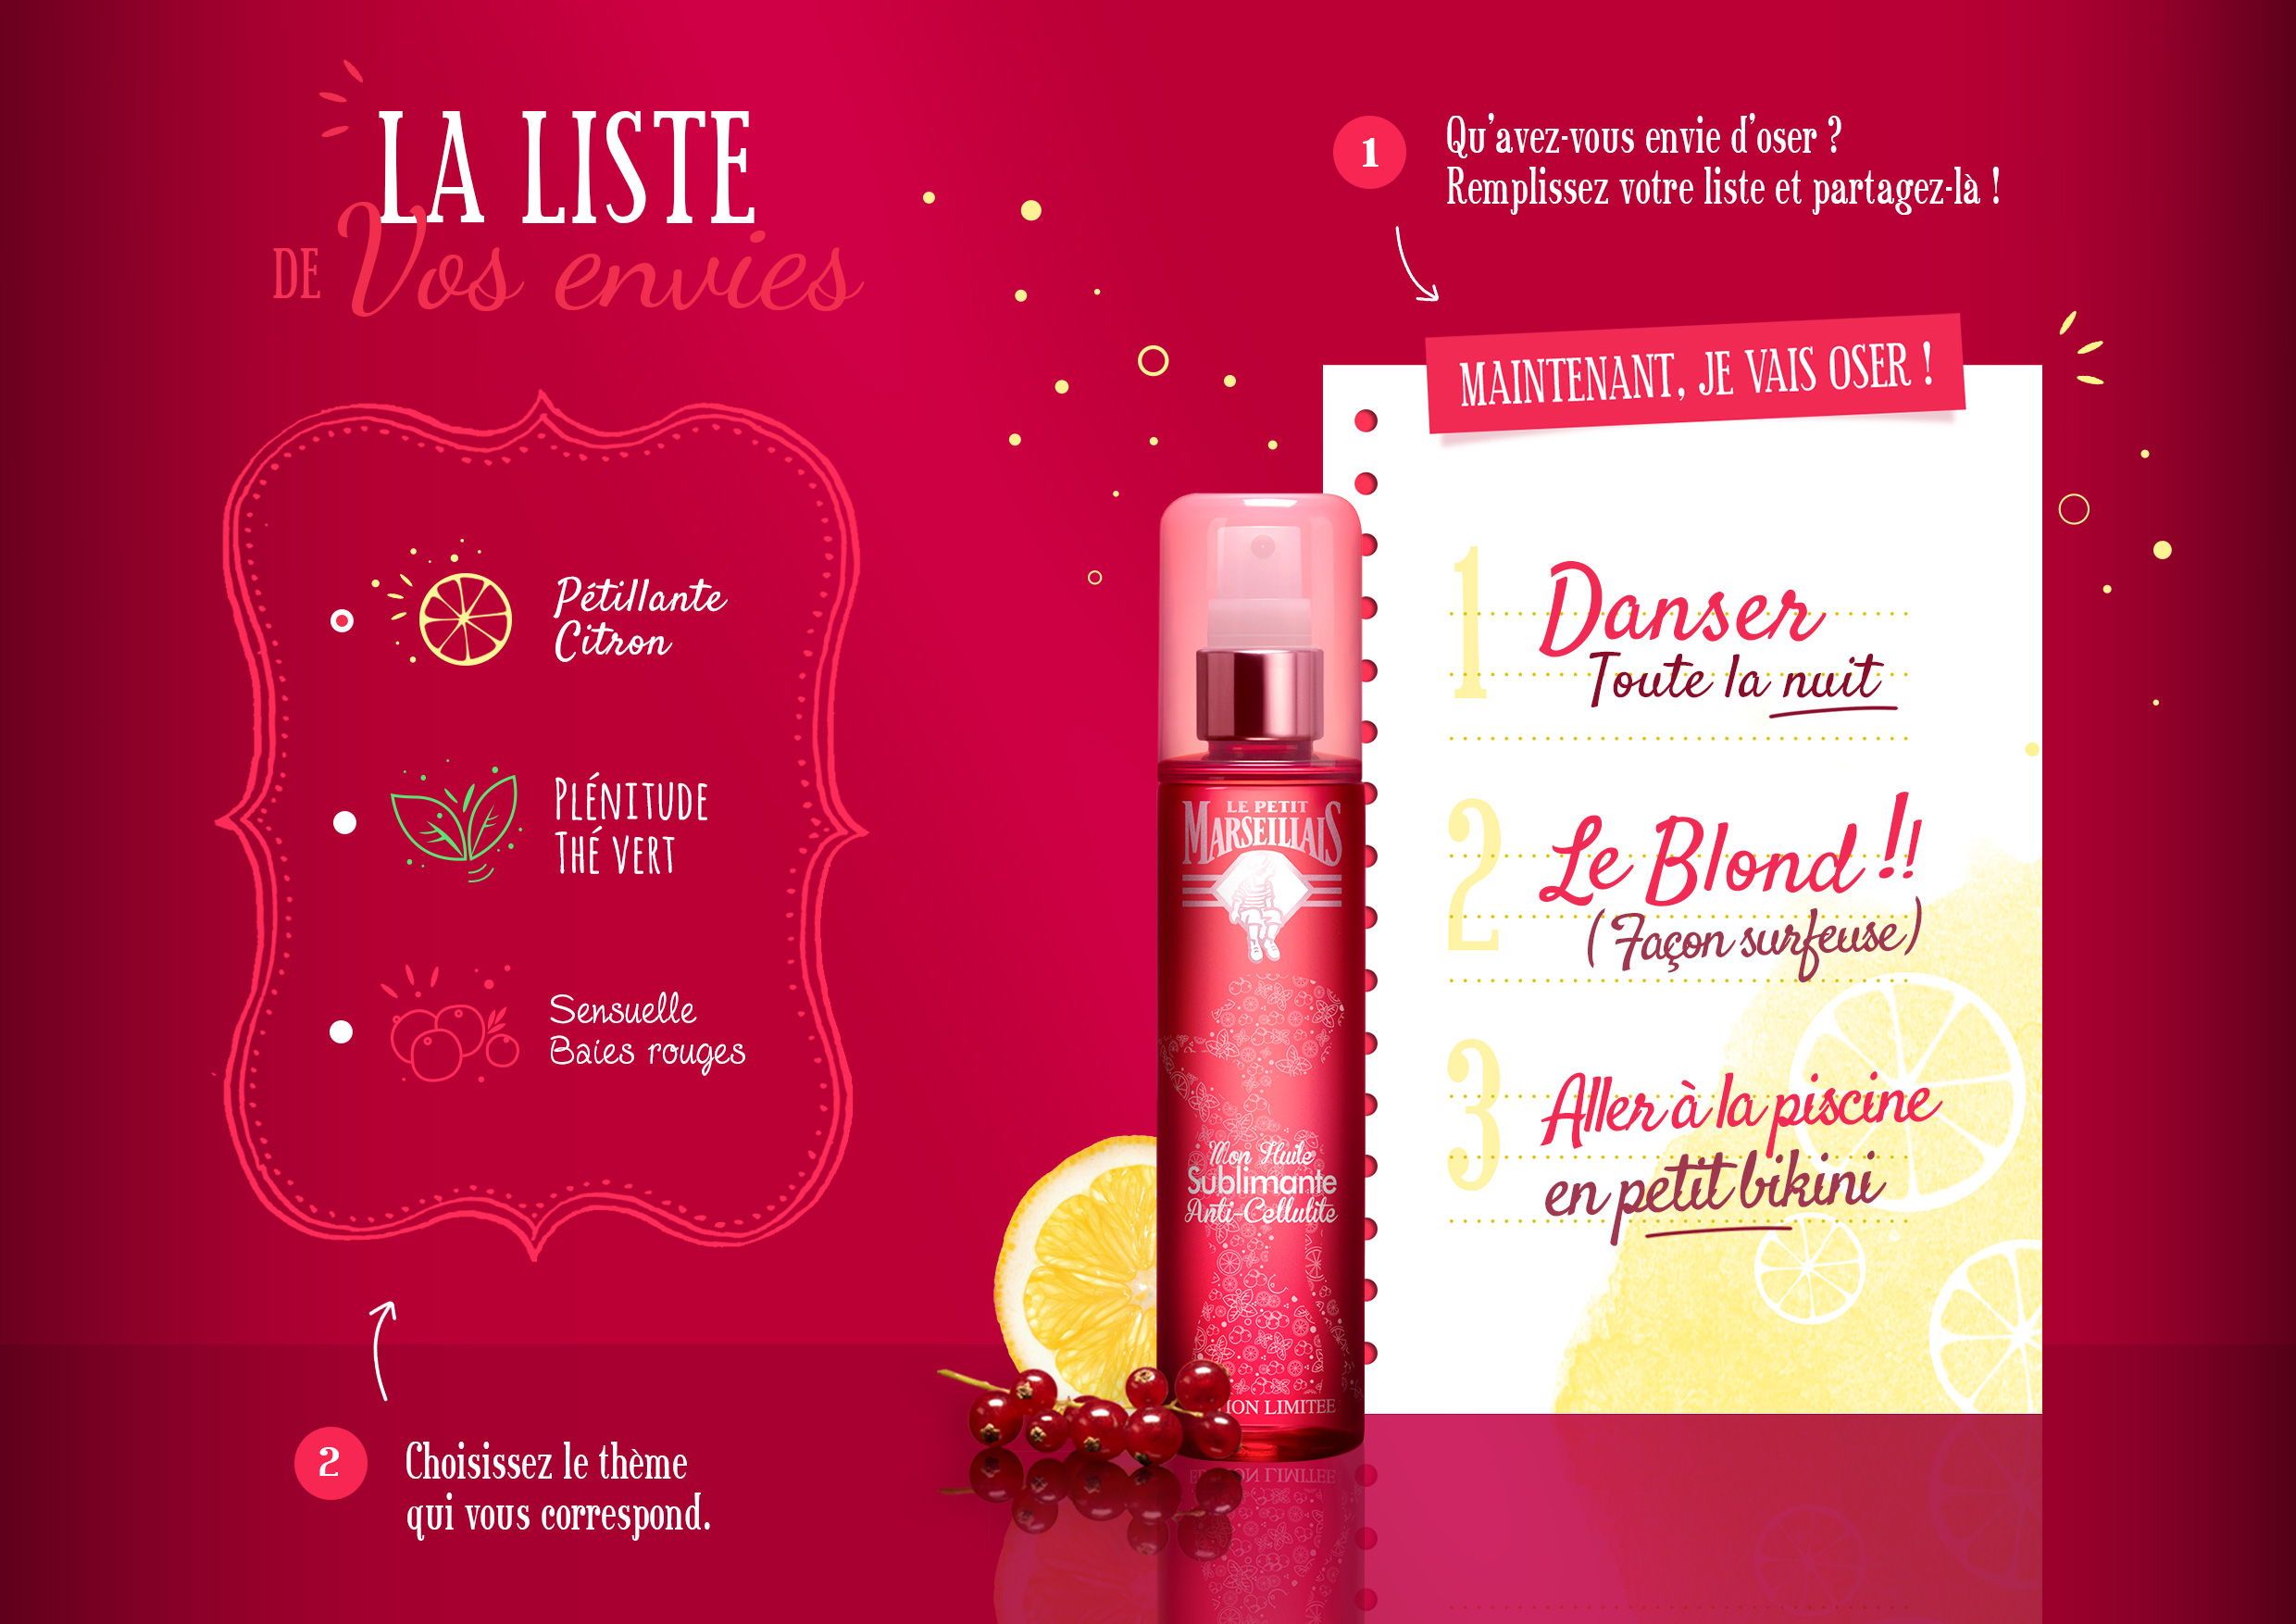 LA LISTE
DE Vos envies
1
Qu'avez-vous envie d'oser ?
Remplissez votre liste et partagez-là !
MAINTENANT, JE VAIS OSER !
Pétillante
Citron
PLÉNITUDE
THÉ VERT
Sensuelle
Baies rouges
2
Choisissez le thème
qui vous correspond.
LE PETIT
MARSEILLAIS
Mon Huile
Sublimante
Anti-Cellulite
LIMITEE
1
Danser
Toute la nuit
2
Le Blond !!
(Façon surfeuse)
3
Aller à la piscine
en petit bikini